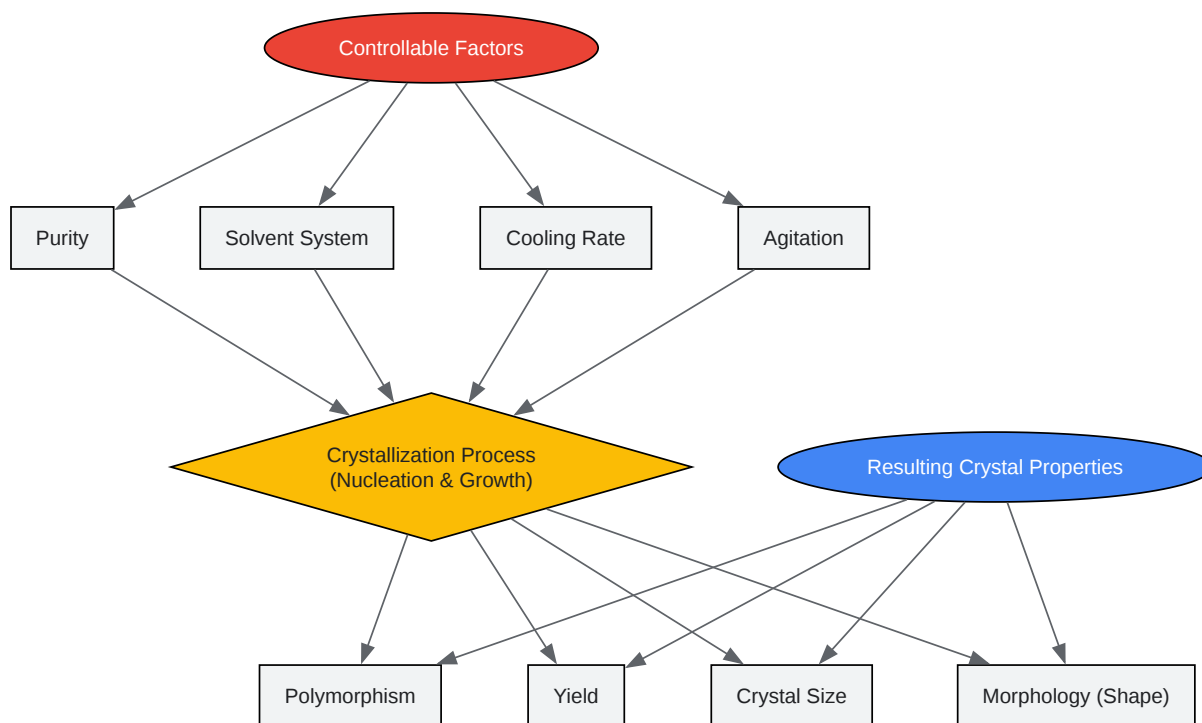 Controllable Factors
Purity
Solvent System
Cooling Rate
Agitation
Crystallization Process
(Nucleation & Growth)
Resulting Crystal Properties
Polymorphism
Yield
Crystal Size
Morphology (Shape)